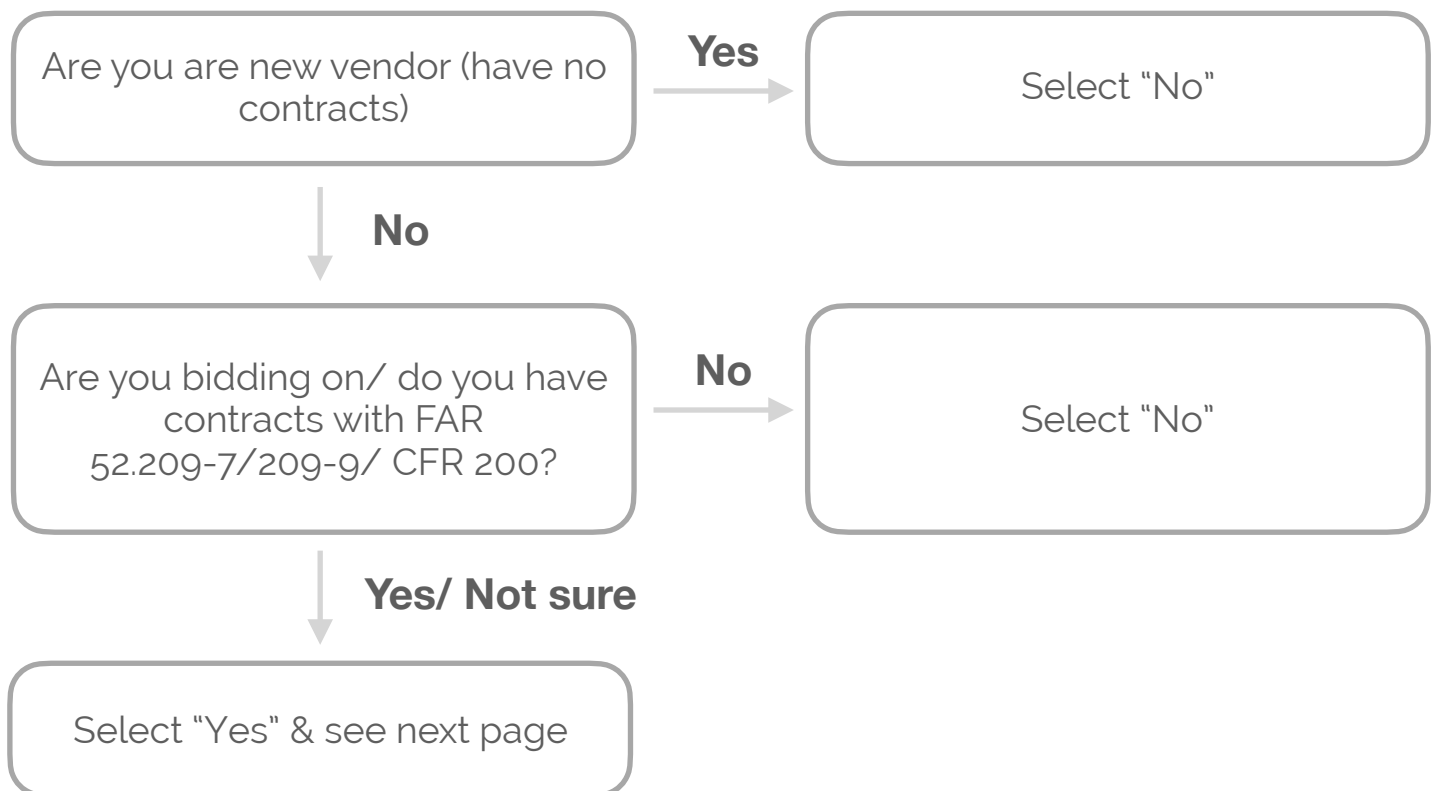 Are you are new vendor (have no
contracts)
Yes
Select “No”
No
Are you bidding on/ do you have
contracts with FAR
52.209-7/209-9/ CFR 200?
No
Select “No”
Yes/ Not sure
Select “Yes” & see next page